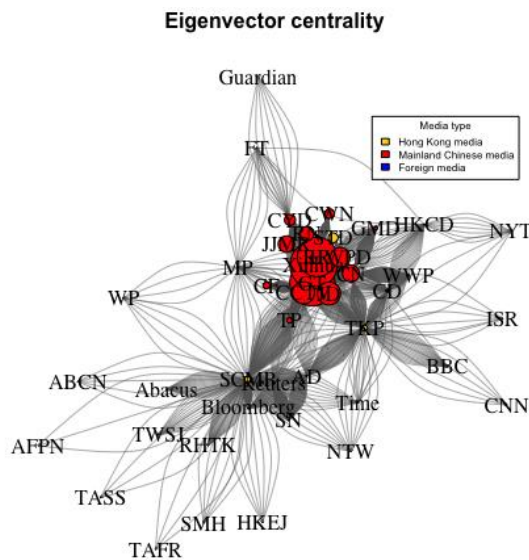 Eigenvector centrality
Guardian
Media type
Hong Kong media
Mainland Chinese media
Foreign media
FT
CWN
GMD
HKCD
NYT
MP
WWP
CD
WP
TP
TKP
ISR
ABCN
Abacus
SCMP
Reuters
AD
BBC
Bloomberg
Time
CNN
AFPN
TWSJ
RHTK
SN
NTW
TASS
SMH
HKEJ
TAFR